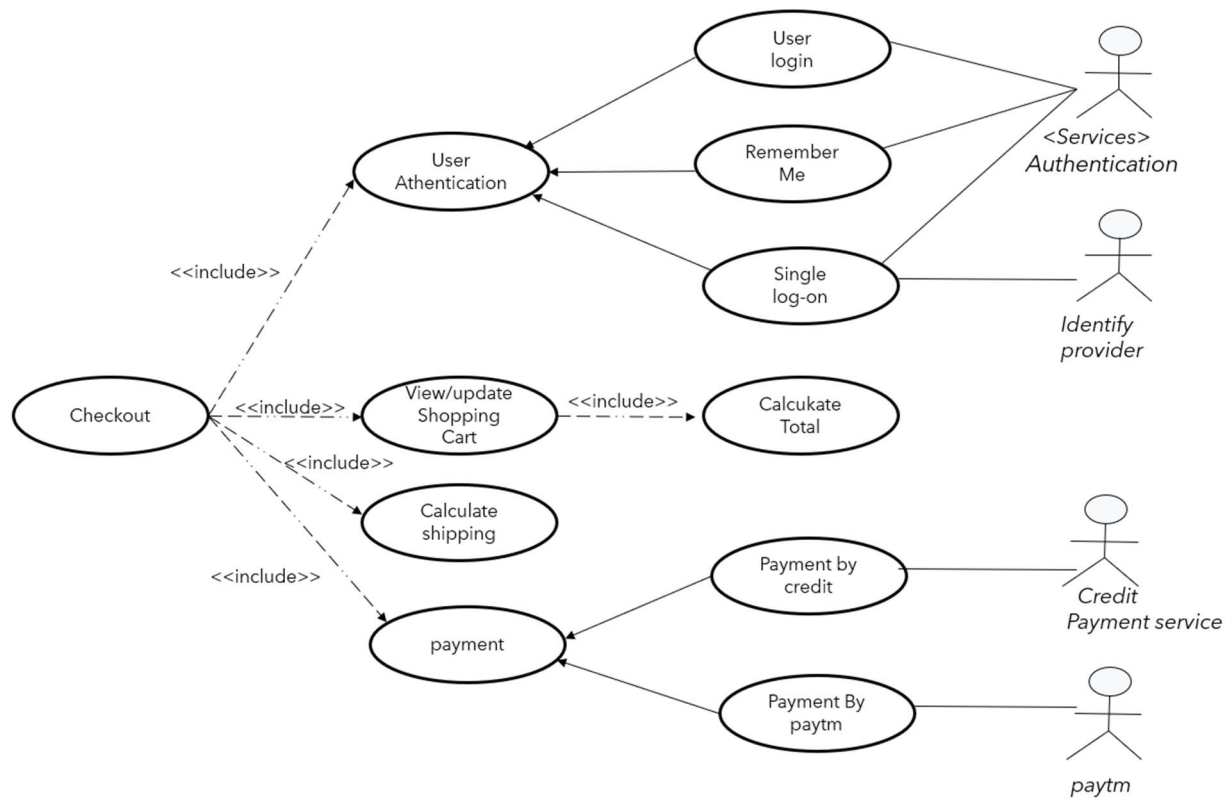 User
login
<Services>
Authentication
User
Athentication
Remember
Me
<<include>>
Single
log-on
Identify
provider
Checkout
<<include>>
View/update
Shopping
Cart
<<include>>
Calcukate
Total
<<include>>
Calculate
shipping
<<include>>
Payment by
credit
Credit
Payment service
payment
Payment By
paytm
paytm